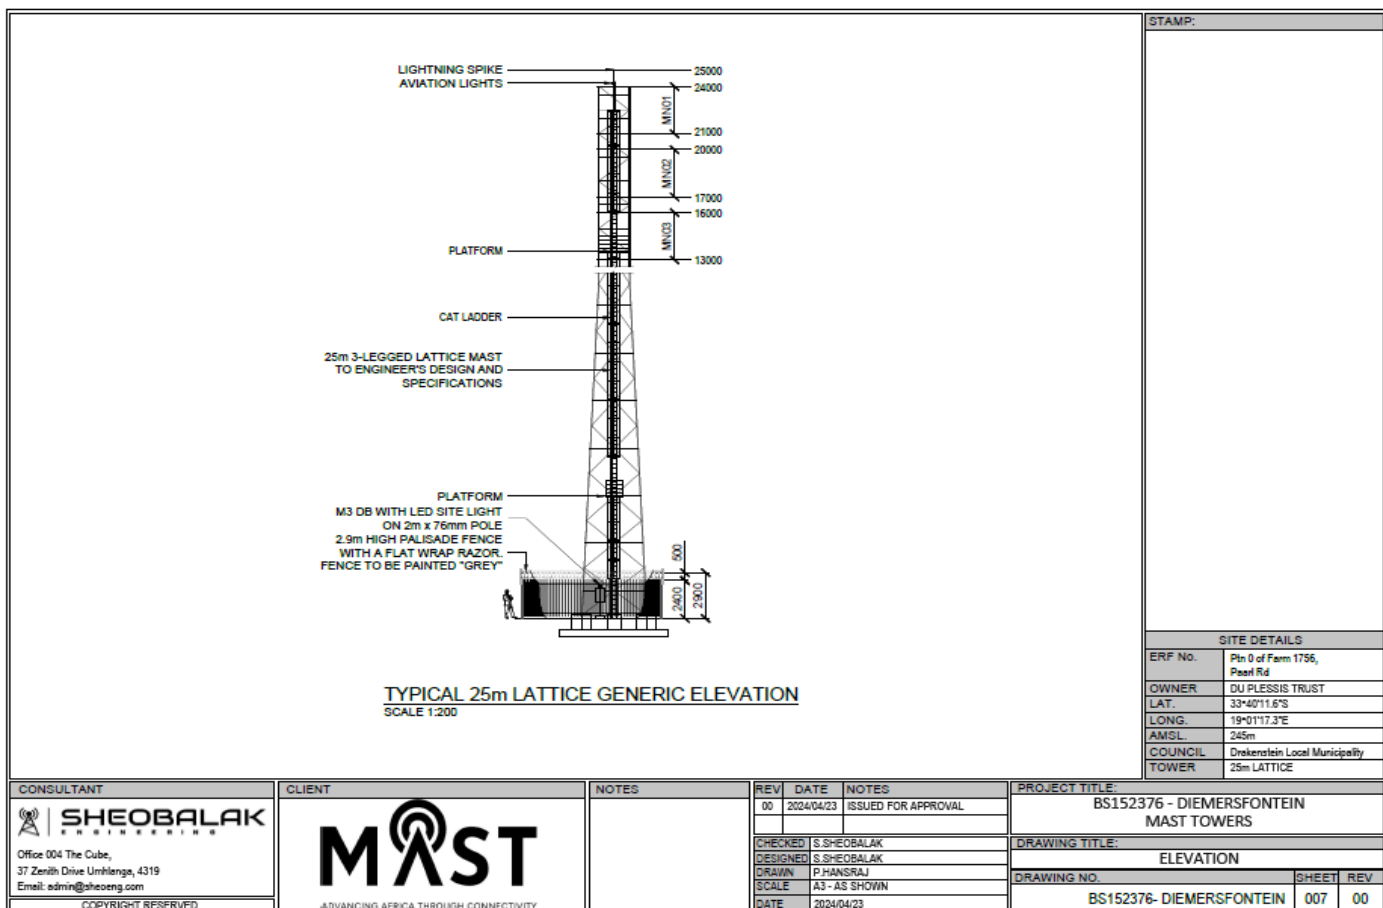 STAMP:
LIGHTNING SPIKE
AVIATION LIGHTS
25000
24000
MNO1
21000
20000
MNO2
17000
16000
MNO3
PLATFORM
13000
CAT LADDER
25m 3-LEGGED LATTICE MAST
TO ENGINEER'S DESIGN AND
SPECIFICATIONS
PLATFORM
M3 DB WITH LED SITE LIGHT
ON 2m x 76mm POLE
2.9m HIGH PALISADE FENCE
WITH A FLAT WRAP RAZOR.
FENCE TO BE PAINTED "GREY"
500
2400
2900
TYPICAL 25m LATTICE GENERIC ELEVATION
SCALE 1:200
SITE DETAILS
ERF No. Ptn 0 of Farm 1756,
Paarl Rd
OWNER DU PLESSIS TRUST
LAT. 33°40'11.6"S
LONG. 19°01'17.3"E
AMSL. 245m
COUNCIL Drakenstein Local Municipality
TOWER 25m LATTICE
CONSULTANT
SHEOBALAK
ENGINEERING
Office 004 The Cube,
37 Zenith Drive Umhlanga, 4319
Email: admin@sheoeng.com
COPYRIGHT RESERVED
CLIENT
MAST
ADVANCING AFRICA THROUGH CONNECTIVITY
NOTES
REV DATE NOTES
00 2024/04/23 ISSUED FOR APPROVAL
CHECKED S.SHEOBALAK
DESIGNED S.SHEOBALAK
DRAWN P.HANSRAJ
SCALE A3 - AS SHOWN
DATE 2024/04/23
PROJECT TITLE:
BS152376 - DIEMERSFONTEIN
MAST TOWERS
DRAWING TITLE:
ELEVATION
DRAWING NO. SHEET REV
BS152376- DIEMERSFONTEIN 007 00